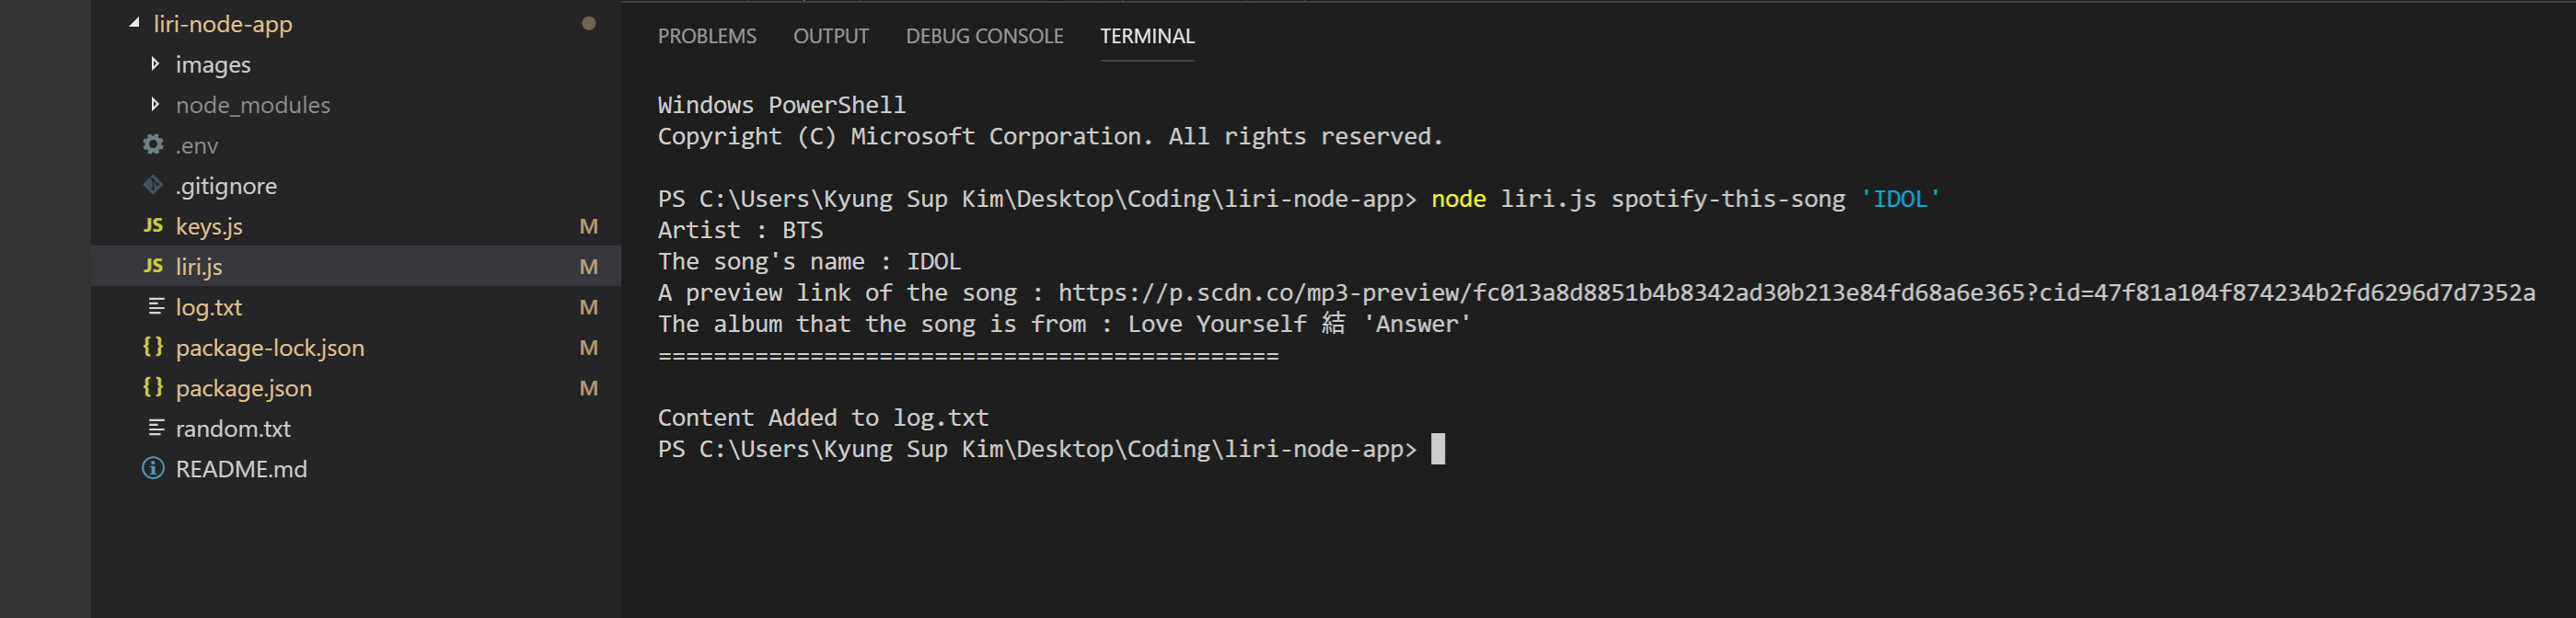 liri-node-app
images
node_modules
.env
.gitignore
JS keys.js M
JS liri.js M
log.txt M
{} package-lock.json M
{} package.json M
random.txt
README.md
PROBLEMS OUTPUT DEBUG CONSOLE TERMINAL
Windows PowerShell
Copyright (C) Microsoft Corporation. All rights reserved.
PS C:\Users\Kyung Sup Kim\Desktop\Coding\liri-node-app> node liri.js spotify-this-song 'IDOL'
Artist : BTS
The song's name : IDOL
A preview link of the song : https://p.scdn.co/mp3-preview/fc013a8d8851b4b8342ad30b213e84fd68a6e365?cid=47f81a104f874234b2fd6296d7d7352a
The album that the song is from : Love Yourself 結 'Answer'
=============================================
Content Added to log.txt
PS C:\Users\Kyung Sup Kim\Desktop\Coding\liri-node-app>